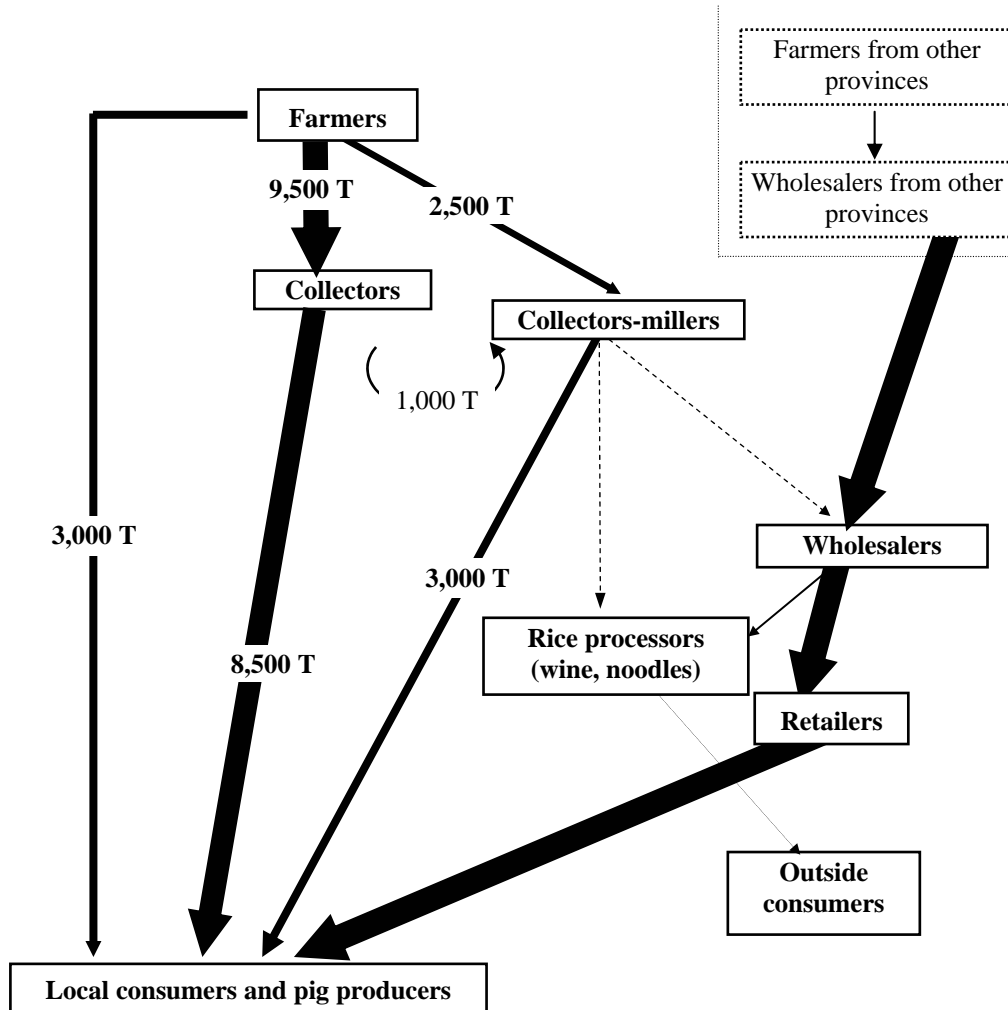 Farmers from other
provinces
Farmers
Wholesalers from other
provinces
9,500 T
2,500 T
Collectors
Collectors-millers
1,000 T
3,000 T
Wholesalers
3,000 T
Rice processors
(wine, noodles)
8,500 T
Retailers
Outside
consumers
Local consumers and pig producers